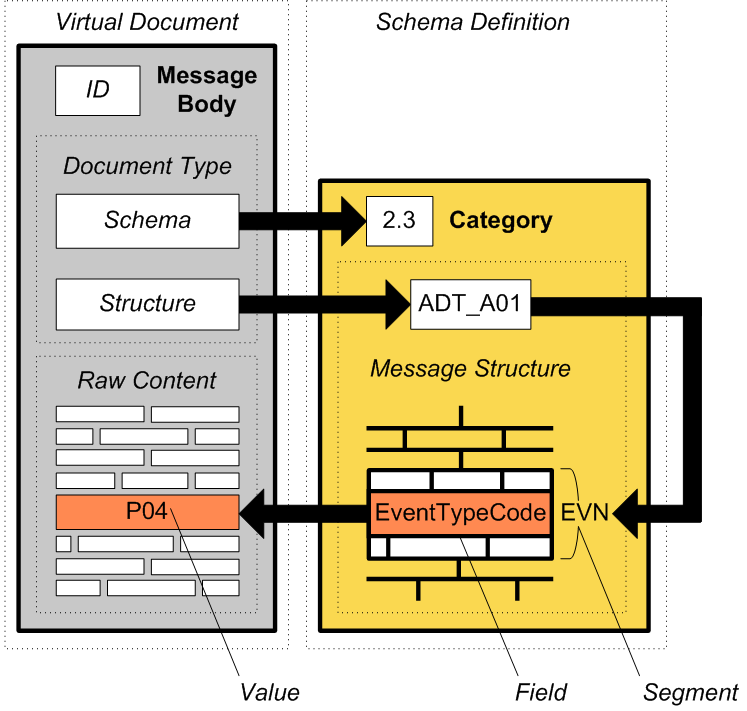 Virtual Document
Schema Definition
ID
Message
Body
Document Type
Schema
2.3
Category
Structure
ADT_A01
Raw Content
Message Structure
P04
EventTypeCode
EVN
Value
Field
Segment